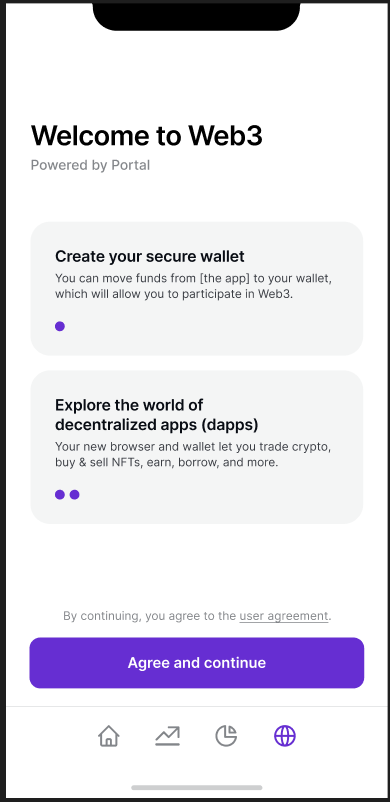 Welcome to Web3
Powered by Portal
Create your secure wallet
You can move funds from [the app] to your wallet,
which will allow you to participate in Web3.
Explore the world of
decentralized apps (dapps)
Your new browser and wallet let you trade crypto,
buy & sell NFTs, earn, borrow, and more.
By continuing, you agree to the user agreement.
Agree and continue